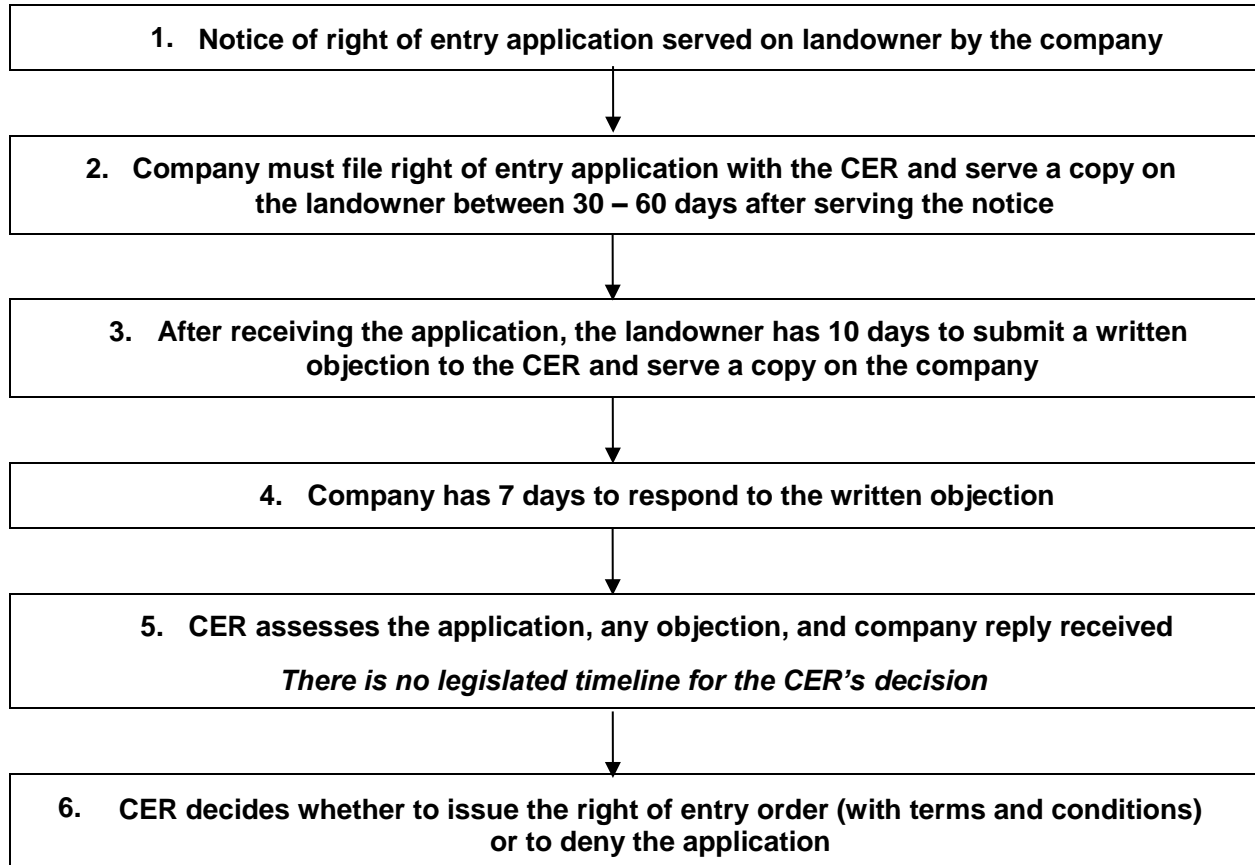 1. Notice of right of entry application served on landowner by the company
2. Company must file right of entry application with the CER and serve a copy on
the landowner between 30 – 60 days after serving the notice
3. After receiving the application, the landowner has 10 days to submit a written
objection to the CER and serve a copy on the company
4. Company has 7 days to respond to the written objection
5. CER assesses the application, any objection, and company reply received
There is no legislated timeline for the CER’s decision
6. CER decides whether to issue the right of entry order (with terms and conditions)
or to deny the application